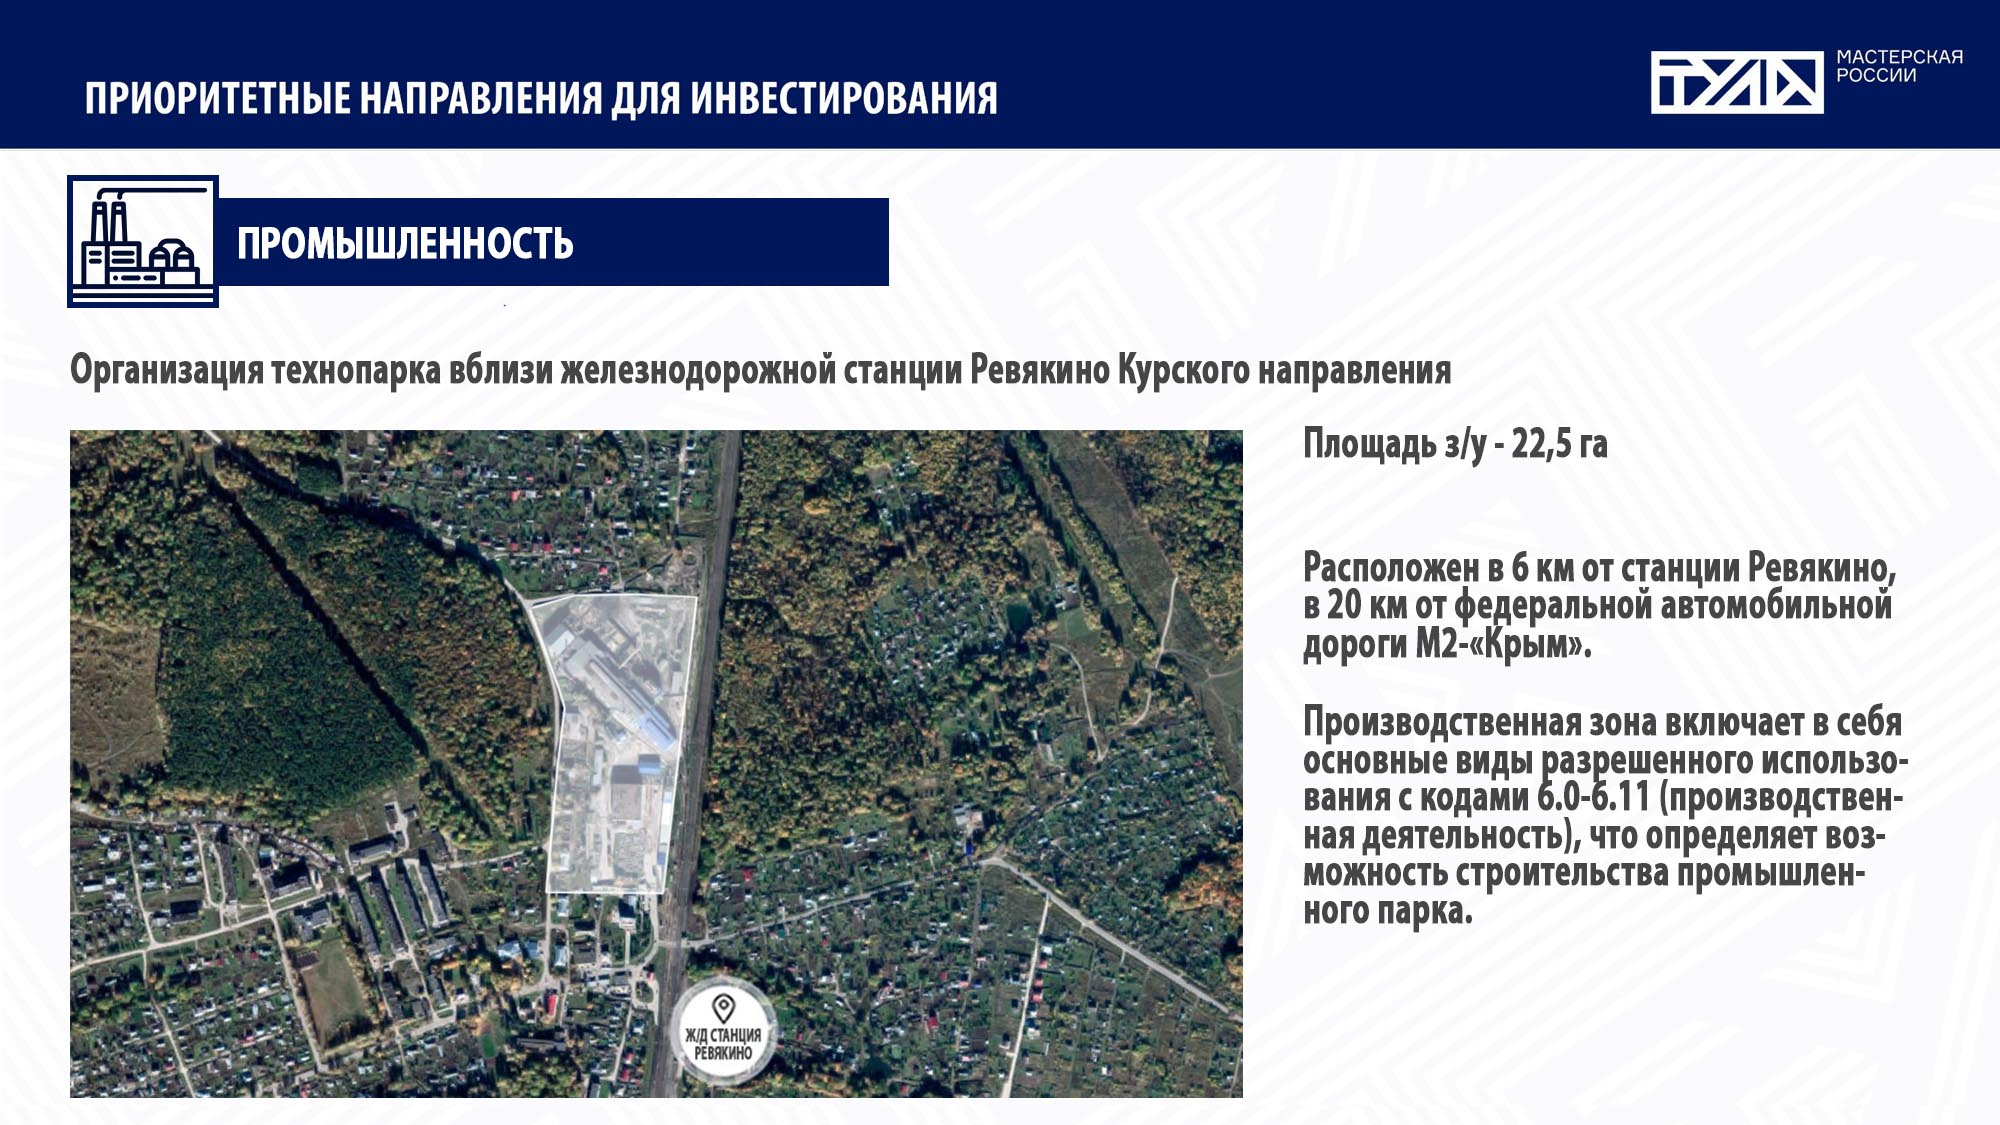 ПРИОРИТЕТНЫЕ НАПРАВЛЕНИЯ ДЛЯ ИНВЕСТИРОВАНИЯ
ТУЛА
МАСТЕРСКАЯ
РОССИИ
ПРОМЫШЛЕННОСТЬ
Организация технопарка вблизи железнодорожной станции Ревякино Курского направления
Площадь з/у - 22,5 га
Расположен в 6 км от станции Ревякино,
в 20 км от федеральной автомобильной
дороги М2-«Крым».
Производственная зона включает в себя
основные виды разрешенного использо-
вания с кодами 6.0-6.11 (производствен-
ная деятельность), что определяет воз-
можность строительства промышлен-
ного парка.
Ж/Д СТАНЦИЯ
РЕВЯКИНО